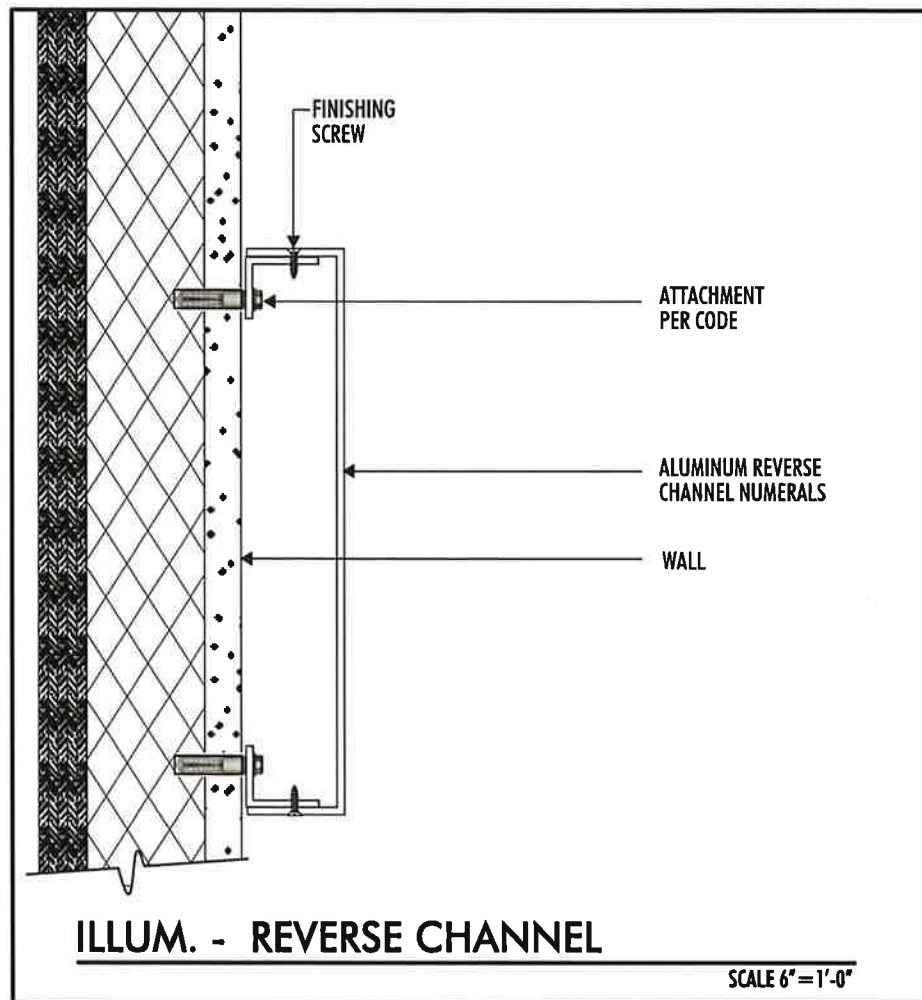 FINISHING
SCREW
ATTACHMENT
PER CODE
ALUMINUM REVERSE
CHANNEL NUMERALS
WALL
ILLUM. - REVERSE CHANNEL
SCALE 6"=1'-0"